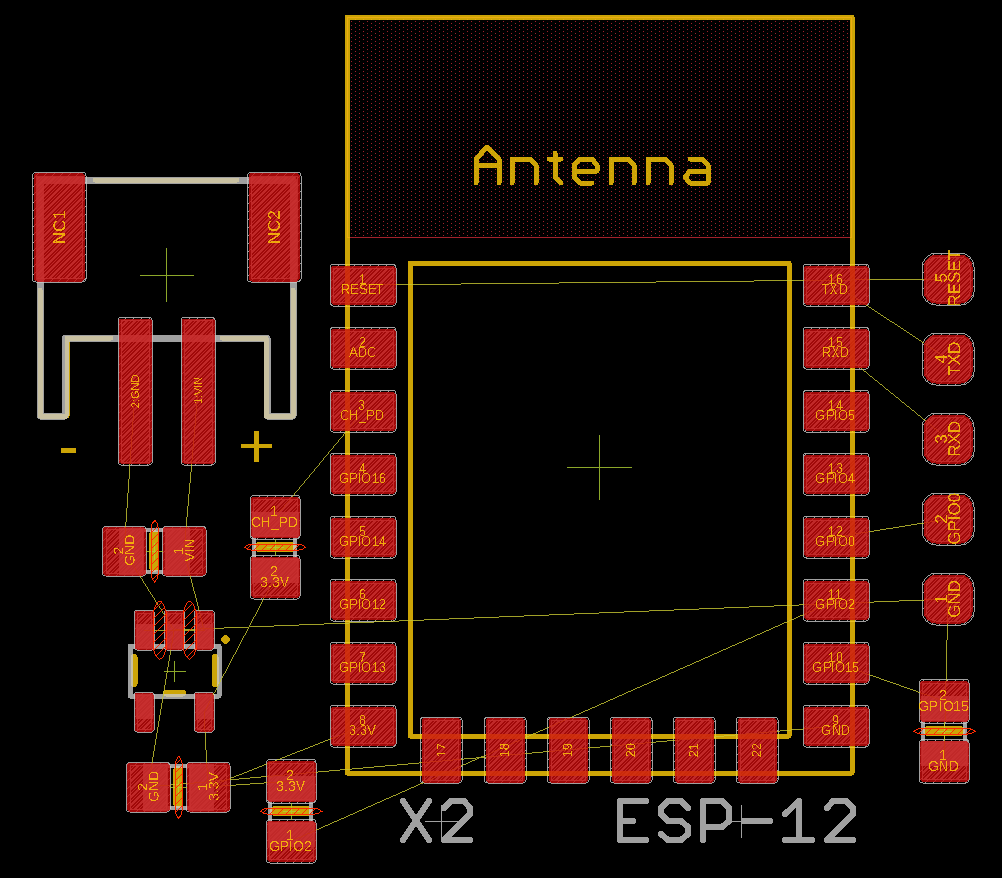 Antenna
NC1
NC2
2:GND
1:VIN
-
+
1
RESET
2
ADC
3
CH_PD
4
GPIO16
5
GPIO14
6
GPIO12
7
GPIO13
8
3.3V
16
TXD
15
RXD
14
GPIO5
13
GPIO4
12
GPIO0
11
GPIO2
10
GPIO15
9
GND
17
18
19
20
21
22
5
RESET
4
TXD
3
RXD
2
GPIO0
1
GND
2
GPIO15
1
GND
1
CH_PD
2
3.3V
2
GND
1
VIN
2
GND
1
3.3V
2
3.3V
1
GPIO2
X2
ESP-12